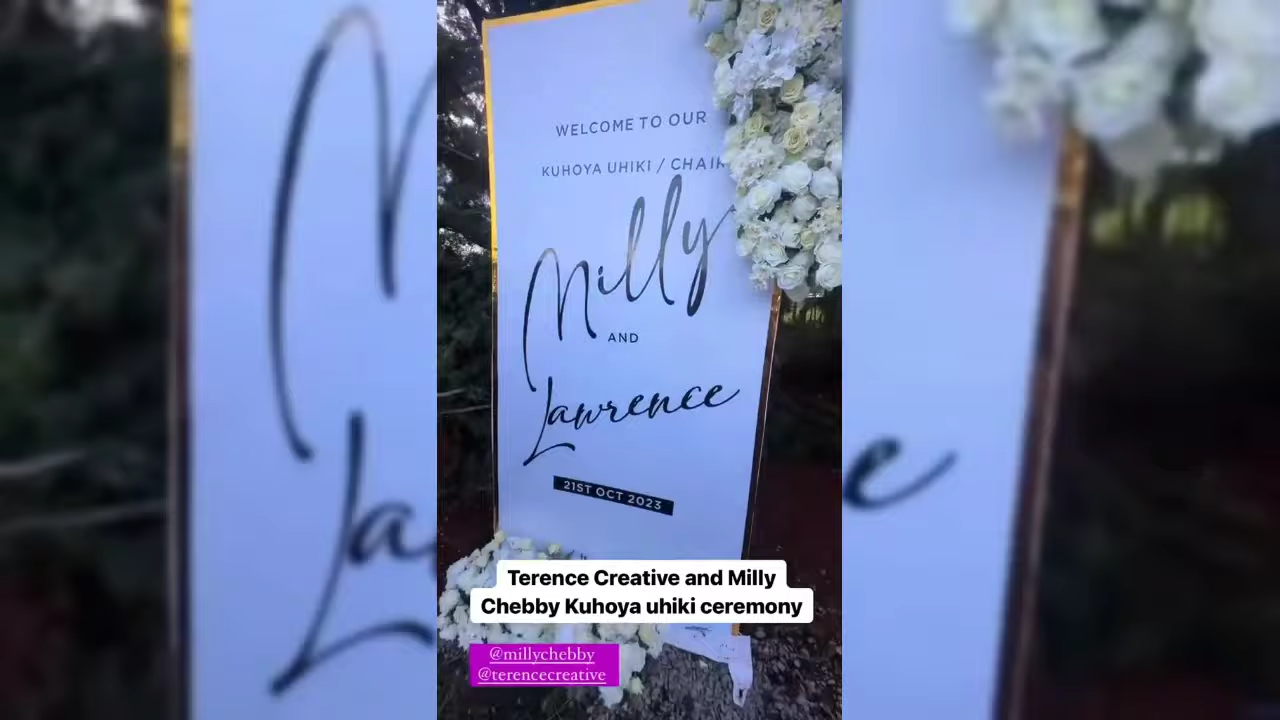 WELCOME TO OUR
KUHOYA UHIKI / CHAIR
Milly
AND
Lawrence
21ST OCT 2023
Terence Creative and Milly
Chebby Kuhoya uhiki ceremony
@millychebby
@terencecreative